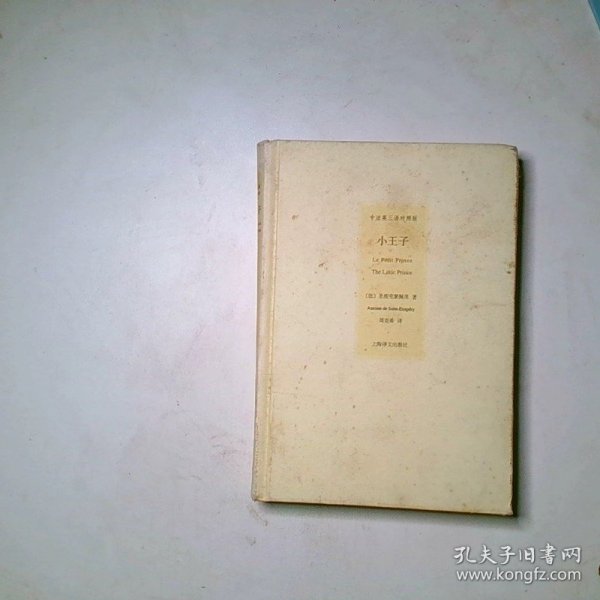 中法英三语对照版
小王子
Le Petit Prince
The Little Prince
〔法〕圣埃克苏佩里 著
Antoine de Saint-Exupéry
周克希 译
上海译文出版社
孔夫子旧书网
www.kongfz.com